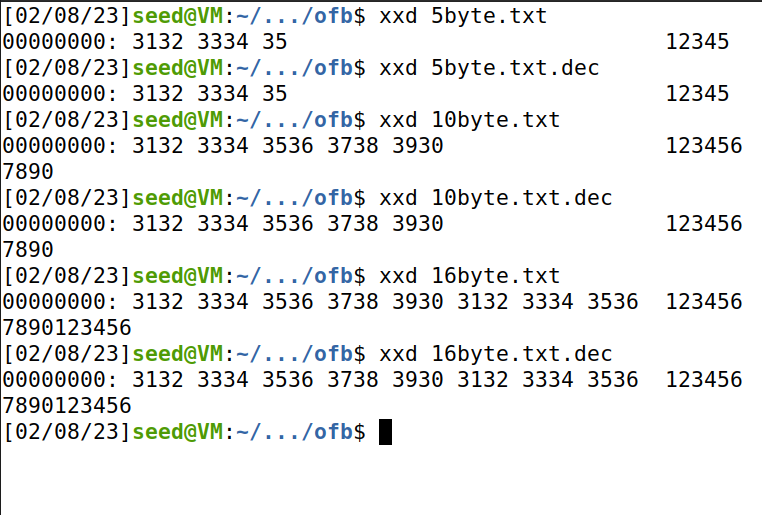 [02/08/23]seed@VM:~/.../ofb$ xxd 5byte.txt
00000000: 3132 3334 35                             12345
[02/08/23]seed@VM:~/.../ofb$ xxd 5byte.txt.dec
00000000: 3132 3334 35                             12345
[02/08/23]seed@VM:~/.../ofb$ xxd 10byte.txt
00000000: 3132 3334 3536 3738 3930                 123456
7890
[02/08/23]seed@VM:~/.../ofb$ xxd 10byte.txt.dec
00000000: 3132 3334 3536 3738 3930                 123456
7890
[02/08/23]seed@VM:~/.../ofb$ xxd 16byte.txt
00000000: 3132 3334 3536 3738 3930 3132 3334 3536  123456
7890123456
[02/08/23]seed@VM:~/.../ofb$ xxd 16byte.txt.dec
00000000: 3132 3334 3536 3738 3930 3132 3334 3536  123456
7890123456
[02/08/23]seed@VM:~/.../ofb$